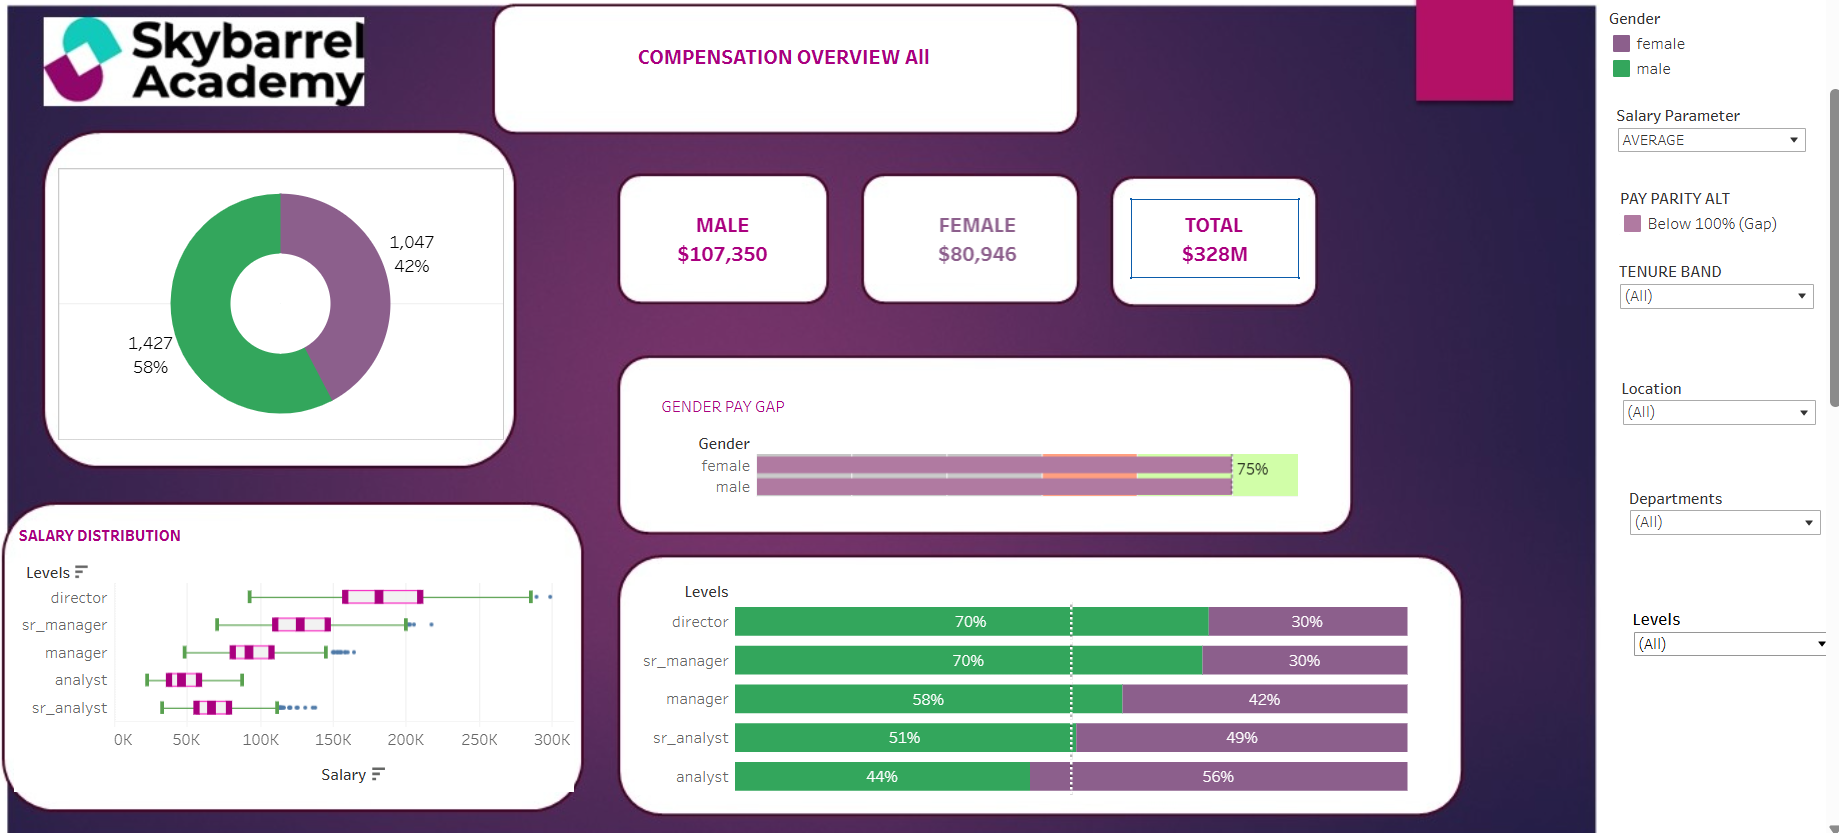 Skybarrel
Academy
COMPENSATION OVERVIEW All
1,047
42%
1,427
58%
MALE
$107,350
FEMALE
$80,946
TOTAL
$328M
GENDER PAY GAP
Gender
female
male
75%
SALARY DISTRIBUTION
Levels
director
sr_manager
manager
analyst
sr_analyst
0K 50K 100K 150K 200K 250K 300K
Salary
Levels
director 70% 30%
sr_manager 70% 30%
manager 58% 42%
sr_analyst 51% 49%
analyst 44% 56%
Gender
female
male
Salary Parameter
AVERAGE
PAY PARITY ALT
Below 100% (Gap)
TENURE BAND
(All)
Location
(All)
Departments
(All)
Levels
(All)